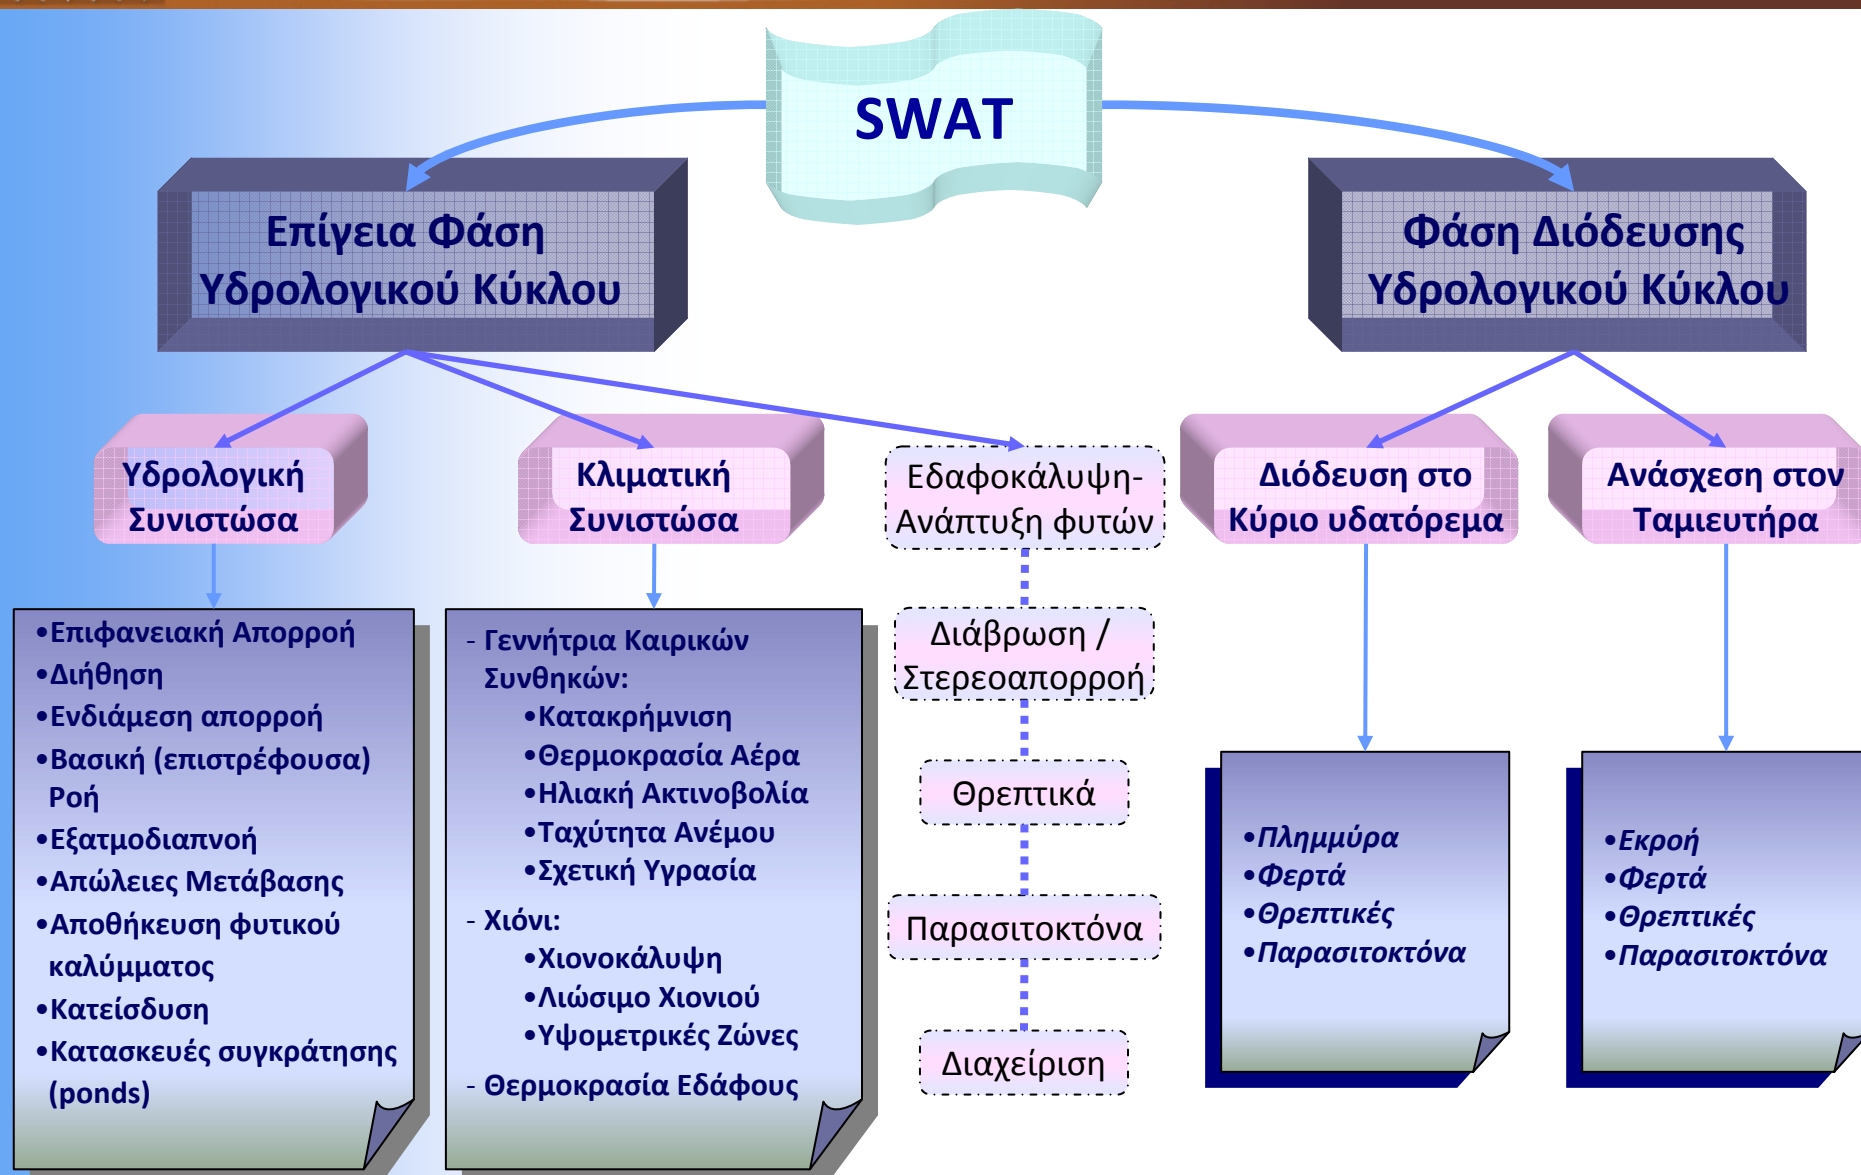 SWAT
Επίγεια Φάση
Υδρολογικού Κύκλου
Φάση Διόδευσης
Υδρολογικού Κύκλου
Υδρολογική
Συνιστώσα
Κλιματική
Συνιστώσα
Εδαφοκάλυψη-
Ανάπτυξη φυτών
Διόδευση στο
Κύριο υδατόρεμα
Ανάσχεση στον
Ταμιευτήρα
•Επιφανειακή Απορροή
•Διήθηση
•Ενδιάμεση απορροή
•Βασική (επιστρέφουσα)
Ροή
•Εξατμοδιαπνοή
•Απώλειες Μετάβασης
•Αποθήκευση φυτικού
καλύμματος
•Κατείσδυση
•Κατασκευές συγκράτησης
(ponds)
- Γεννήτρια Καιρικών
Συνθηκών:
•Κατακρήμνιση
•Θερμοκρασία Αέρα
•Ηλιακή Ακτινοβολία
•Ταχύτητα Ανέμου
•Σχετική Υγρασία
- Χιόνι:
•Χιονοκάλυψη
•Λιώσιμο Χιονιού
•Υψομετρικές Ζώνες
- Θερμοκρασία Εδάφους
Διάβρωση /
Στερεοαπορροή
Θρεπτικά
Παρασιτοκτόνα
Διαχείριση
•Πλημμύρα
•Φερτά
•Θρεπτικές
•Παρασιτοκτόνα
•Εκροή
•Φερτά
•Θρεπτικές
•Παρασιτοκτόνα